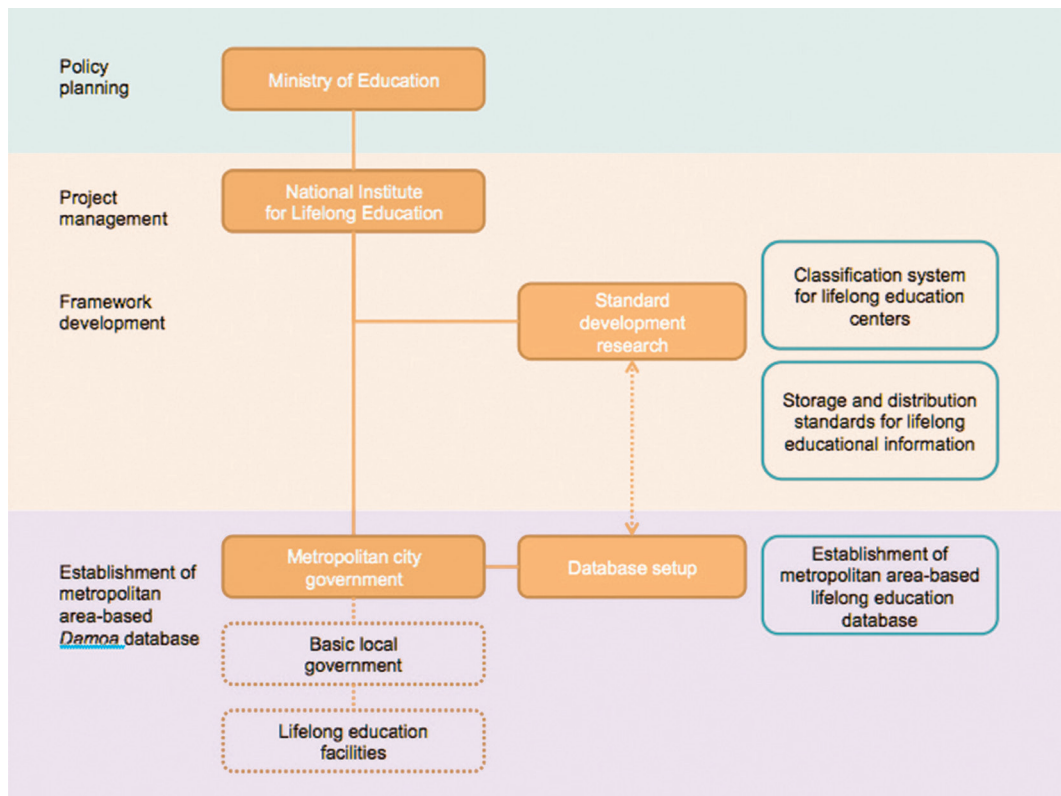 Policy
planning
Ministry of Education
Project
management
National Institute
for Lifelong Education
Framework
development
Standard
development
research
Classification system
for lifelong education
centers
Storage and distribution
standards for lifelong
educational information
Establishment of
metropolitan
area-based
Damoa database
Metropolitan city
government
Database setup
Establishment of
metropolitan area-based
lifelong education
database
Basic local
government
Lifelong education
facilities